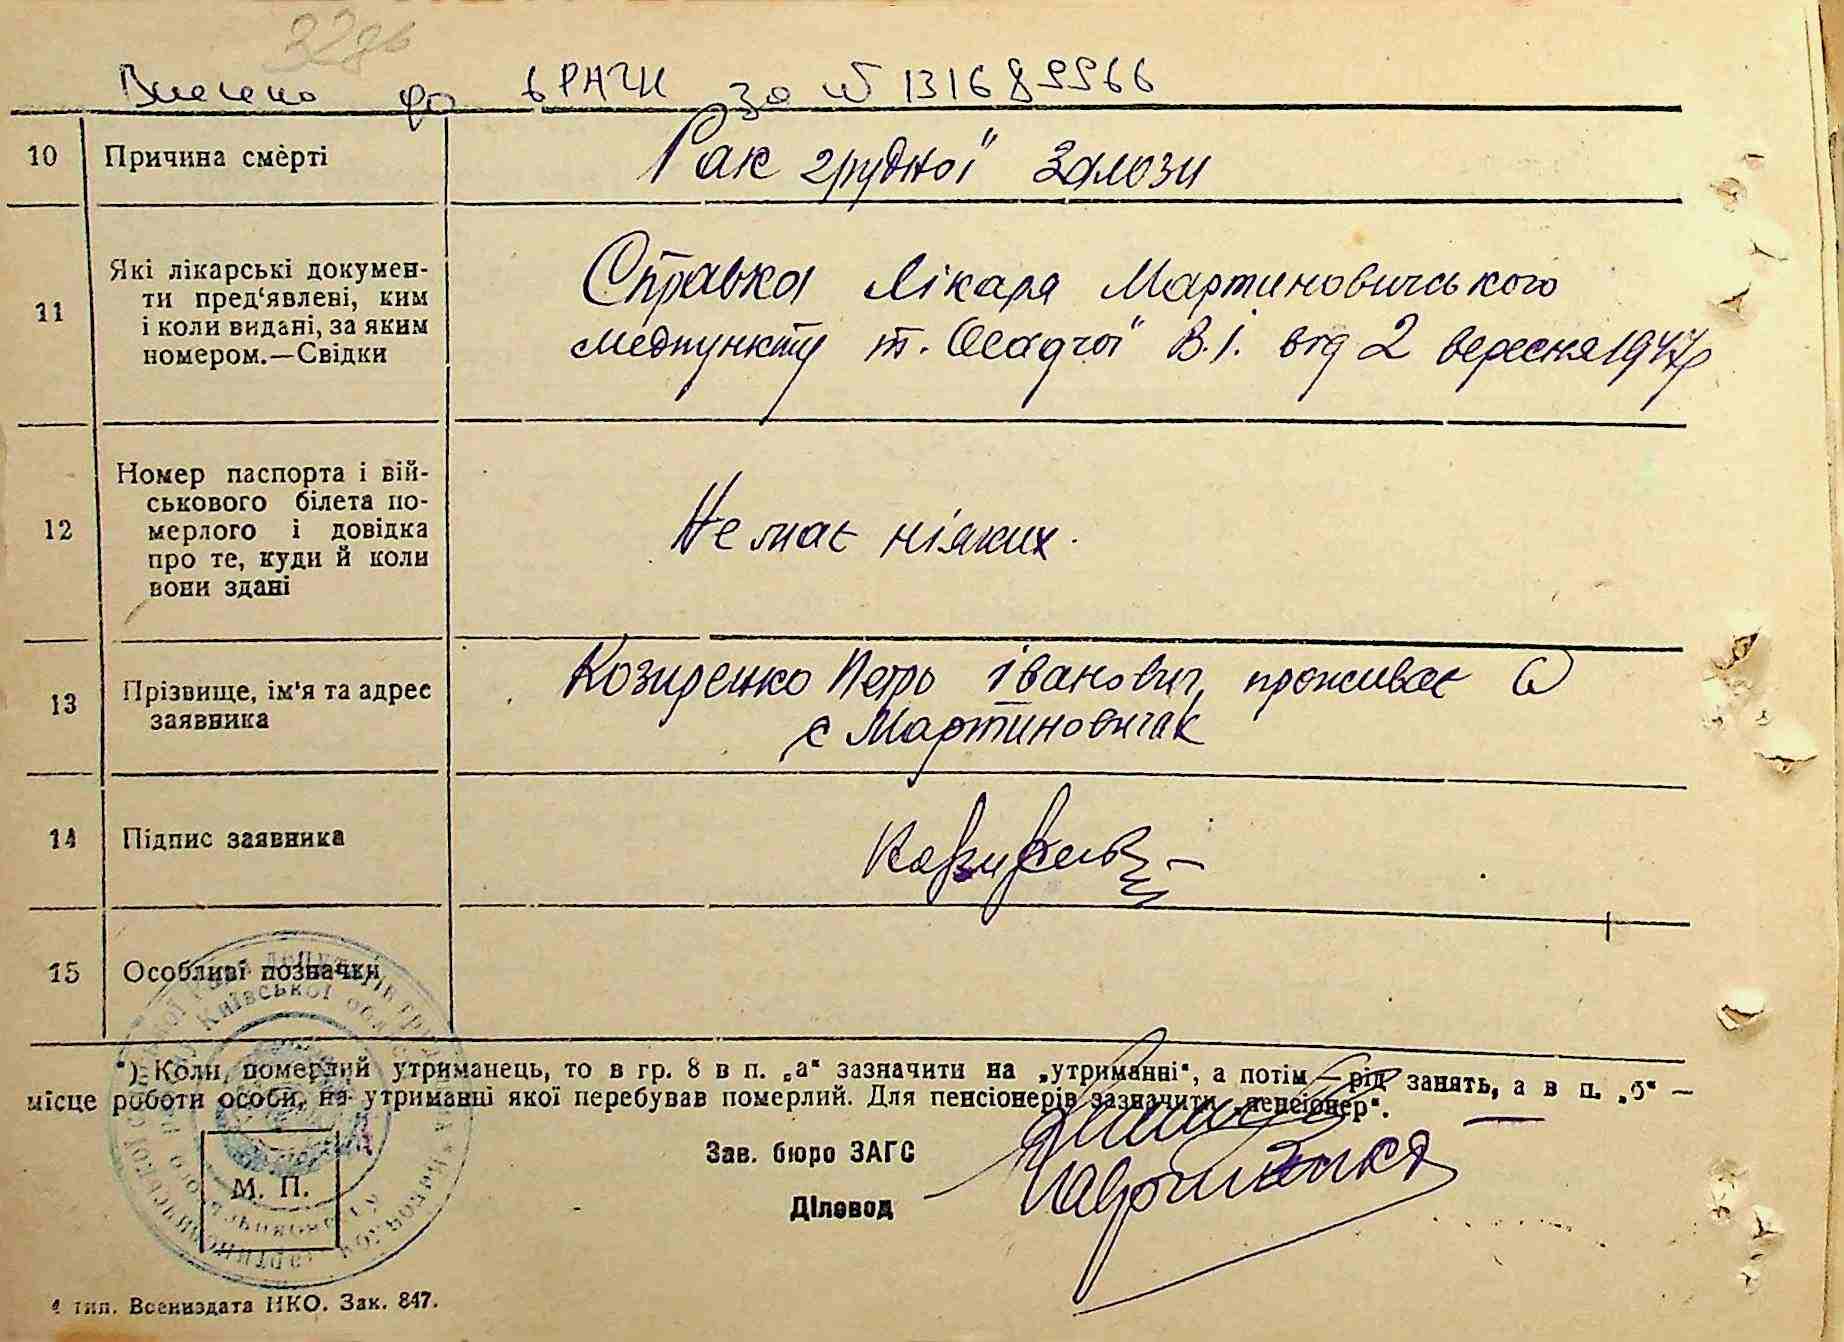 Внесено до ЄРАЦГ за № 13168
10 Причина смерті
Рак грудної залози
11 Які лікарські докумен-
ти пред'явлені, ким
і коли видані, за яким
номером.—Свідки
Справка лікаря Мартиновичського
медпункту т. Осадчої В.І. від 2 вересня 1947р
12 Номер паспорта і вій-
ськового білета по-
мерлого і довідка
про те, куди й коли
вони здані
Немає ніяких.
13 Прізвище, ім'я та адрес
заявника
Козиренко Петро Іванович, проживає в
с Мартиновичах
14 Підпис заявника
15 Особливі позначки
*) Коли померлий утриманець, то в гр. 8 в п. „а“ зазначити на „утриманні“, а потім — рід занять, а в п. „б“ —
місце роботи особи, на утриманні якої перебував померлий. Для пенсіонерів зазначити „пенсіонер“.
Зав. бюро ЗАГС
Діловод
М. П.
Київської
4 тип. Всениздата НКО. Зак. 847.